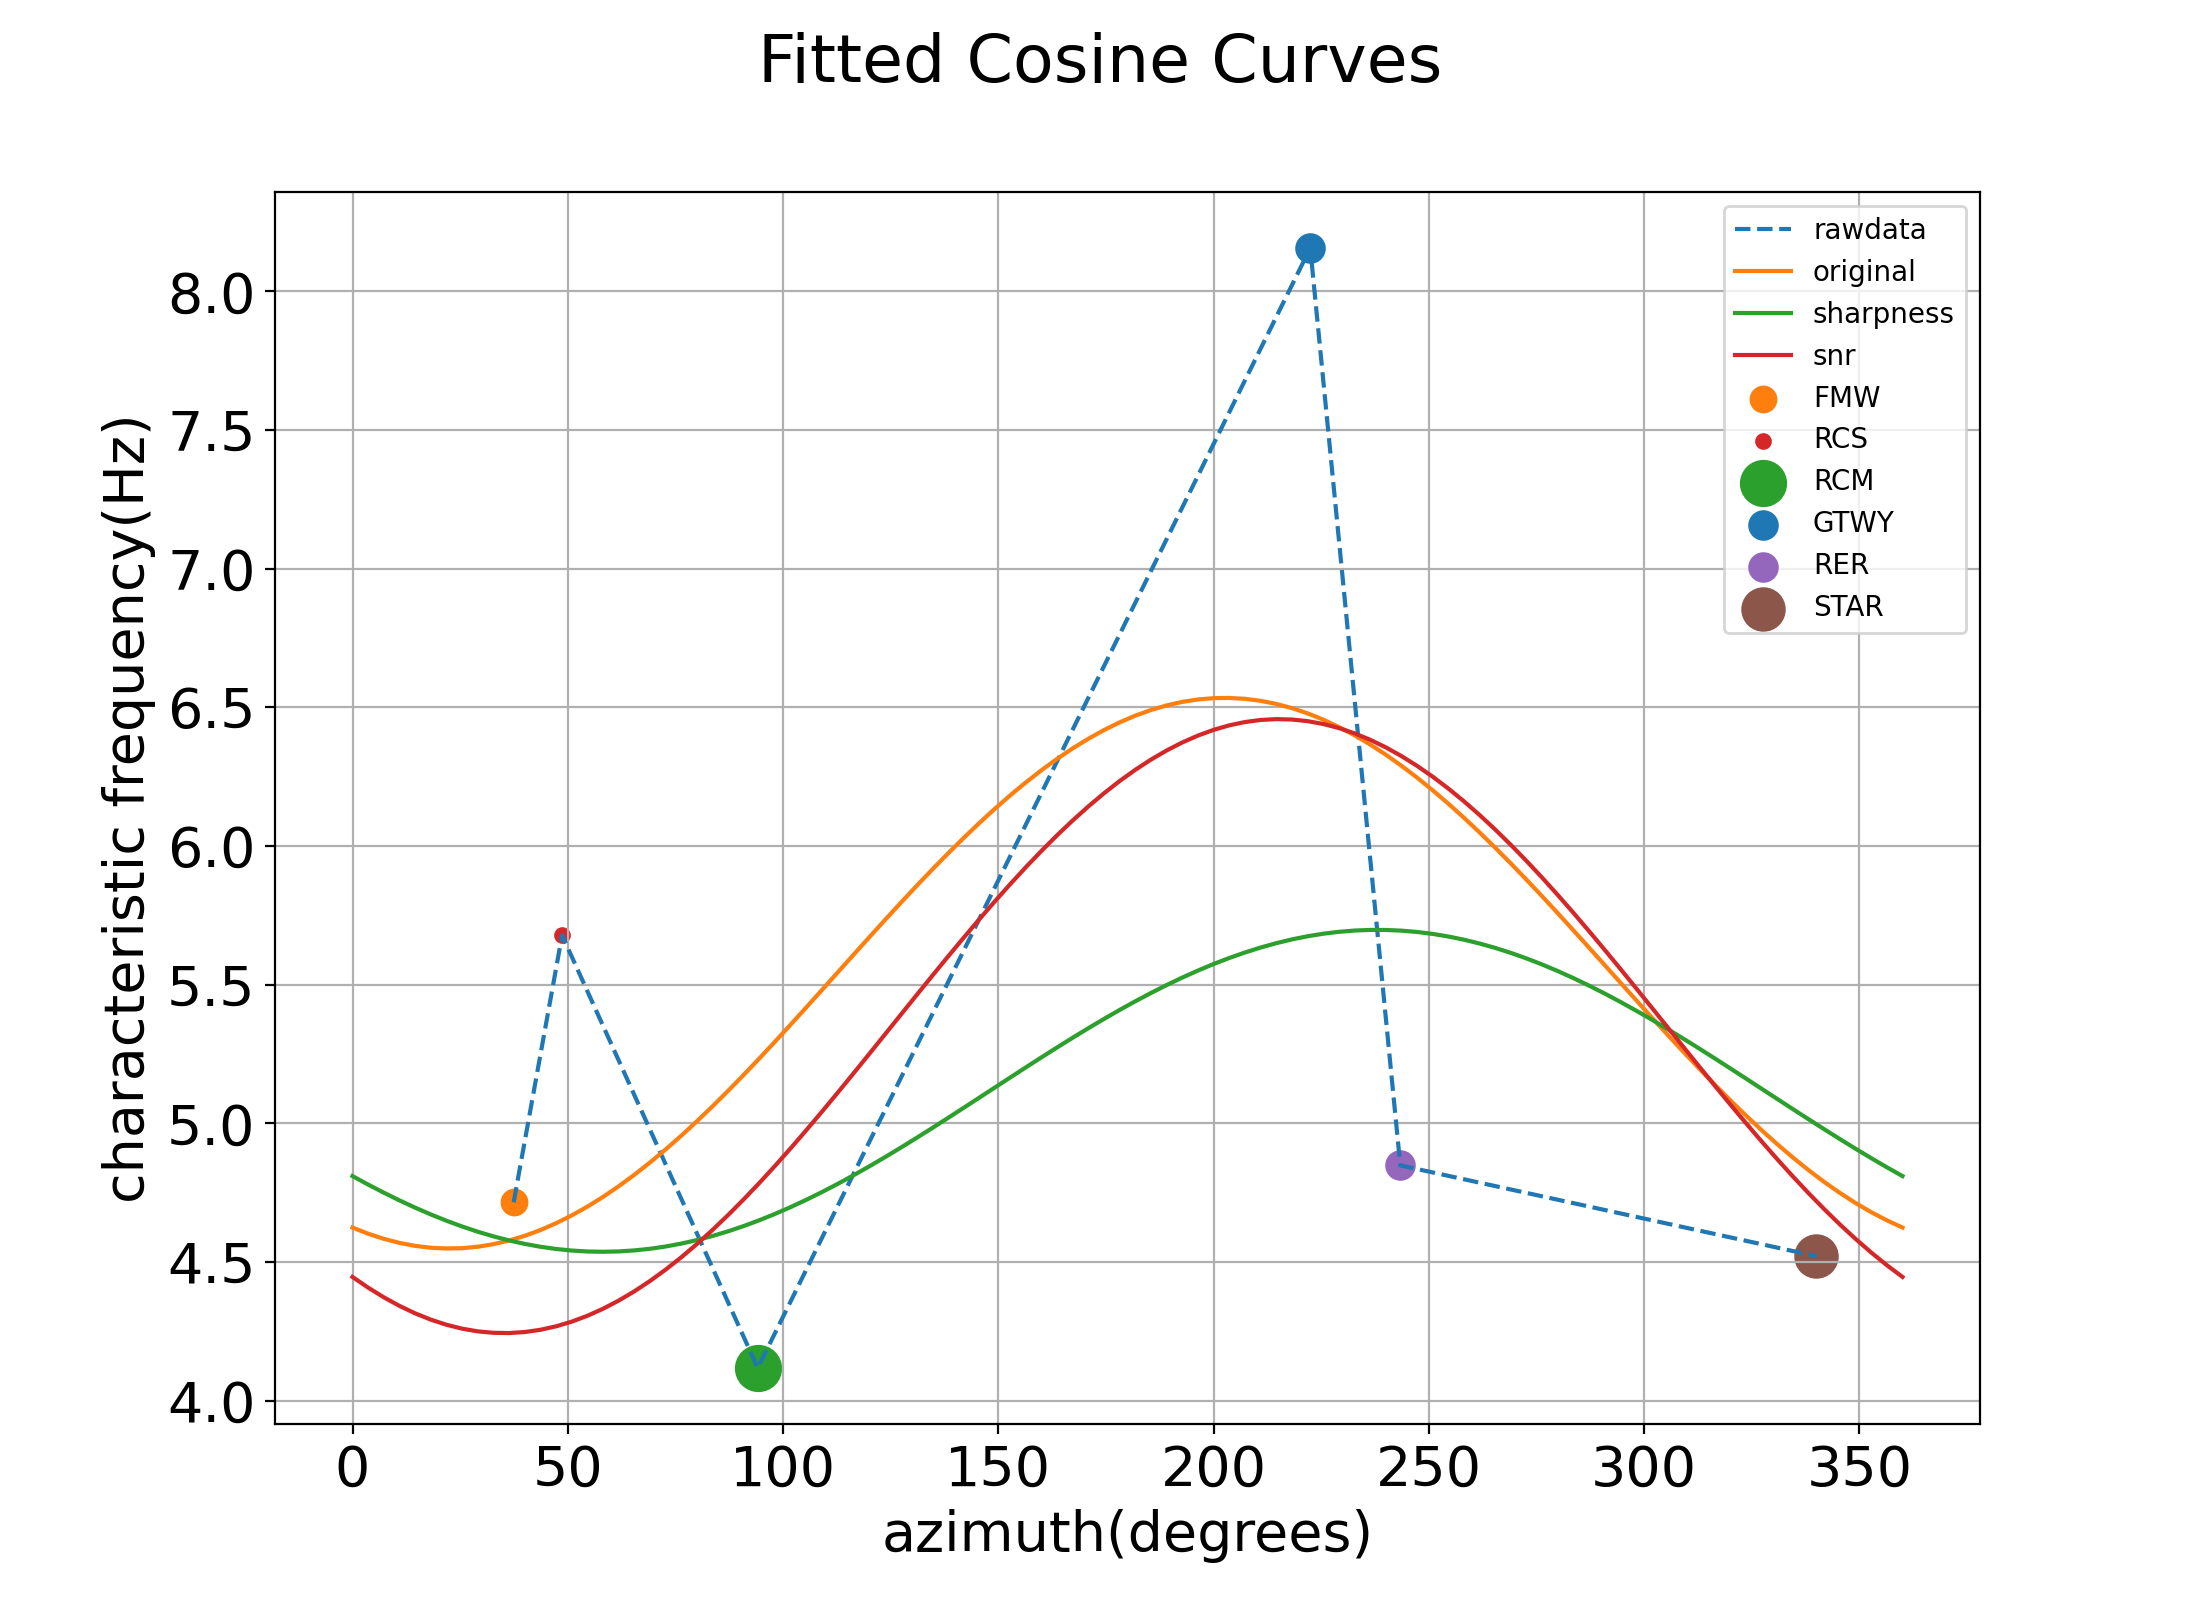 Fitted Cosine Curves
rawdata
original
sharpness
snr
FMW
RCS
RCM
GTWY
RER
STAR
characteristic frequency(Hz)
8.0
7.5
7.0
6.5
6.0
5.5
5.0
4.5
4.0
0 50 100 150 200 250 300 350
azimuth(degrees)